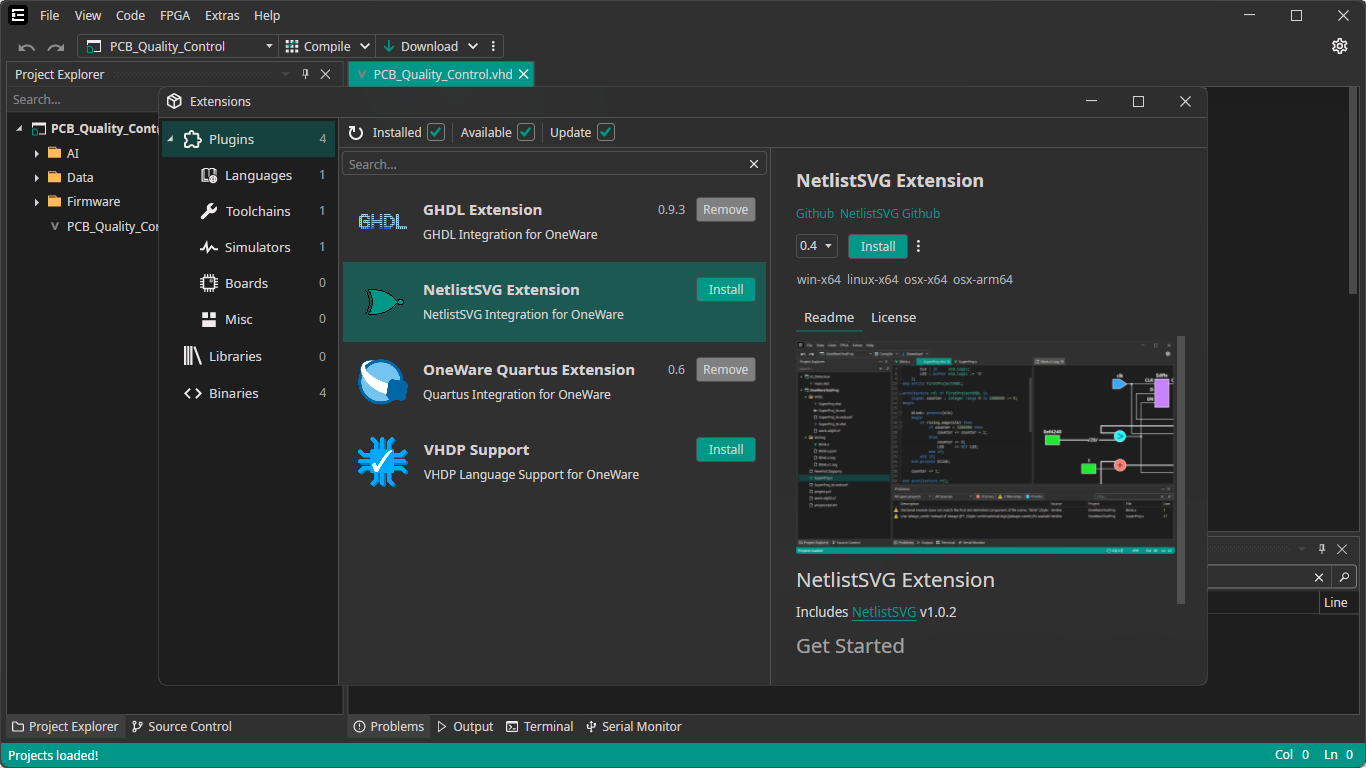 File View Code FPGA Extras Help
PCB_Quality_Control Compile Download
Project Explorer
PCB_Quality_Control.vhd
Search...
PCB_Quality_Contr
AI
Data
Firmware
PCB_Quality_Cor
Extensions
Plugins 4
Languages 1
Toolchains 1
Simulators 1
Boards 0
Misc 0
Libraries 0
Binaries 4
Installed Available Update
Search...
GHDL
GHDL Extension 0.9.3 Remove
GHDL Integration for OneWare
NetlistSVG Extension Install
NetlistSVG Integration for OneWare
OneWare Quartus Extension 0.6 Remove
Quartus Integration for OneWare
VHDP Support Install
VHDP Language Support for OneWare
NetlistSVG Extension
Github NetlistSVG Github
0.4 Install
win-x64 linux-x64 osx-x64 osx-arm64
Readme License
NetlistSVG Extension
Includes NetlistSVG v1.0.2
Get Started
Line
Project Explorer Source Control
Problems Output Terminal Serial Monitor
Projects loaded! Col 0 Ln 0